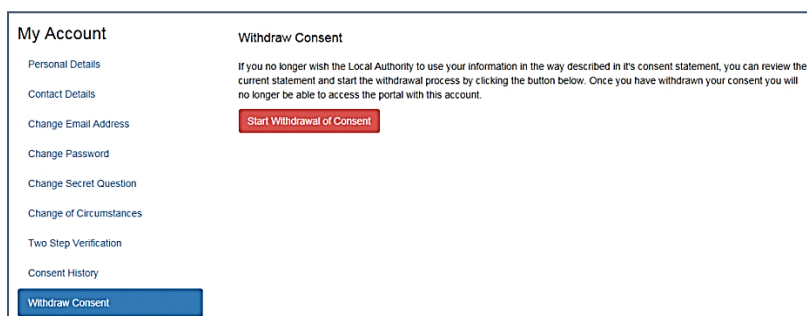 My Account
Personal Details
Contact Details
Change Email Address
Change Password
Change Secret Question
Change of Circumstances
Two Step Verification
Consent History
Withdraw Consent
Withdraw Consent
If you no longer wish the Local Authority to use your information in the way described in it's consent statement, you can review the
current statement and start the withdrawal process by clicking the button below. Once you have withdrawn your consent you will
no longer be able to access the portal with this account.
Start Withdrawal of Consent